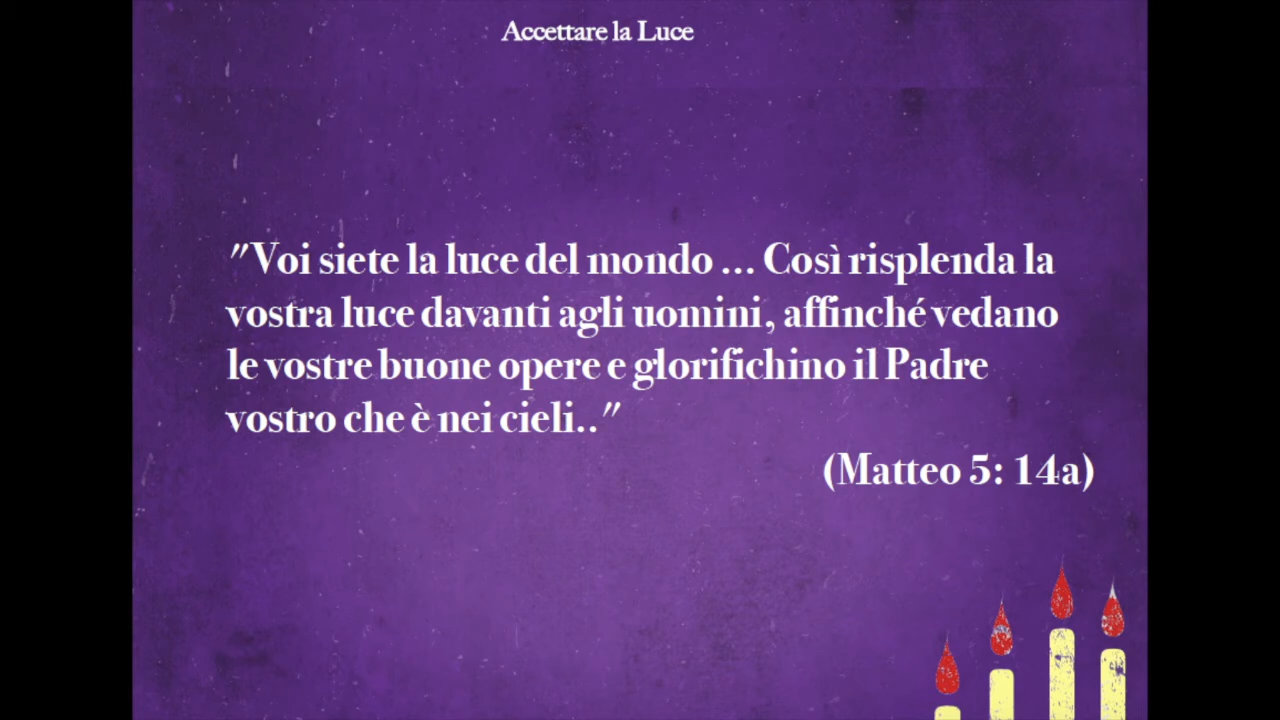 Accettare la Luce
"Voi siete la luce del mondo ... Così risplenda la
vostra luce davanti agli uomini, affinché vedano
le vostre buone opere e glorifichino il Padre
vostro che è nei cieli.."
(Matteo 5: 14a)